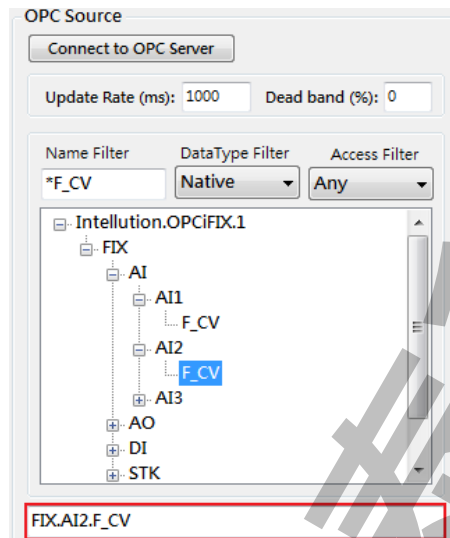 OPC Source
Connect to OPC Server
Update Rate (ms): 1000 Dead band (%): 0
Name Filter DataType Filter Access Filter
*F_CV Native Any
Intellution.OPCiFIX.1
FIX
AI
AI1
F_CV
AI2
F_CV
AI3
AO
DI
STK
FIX.AI2.F_CV